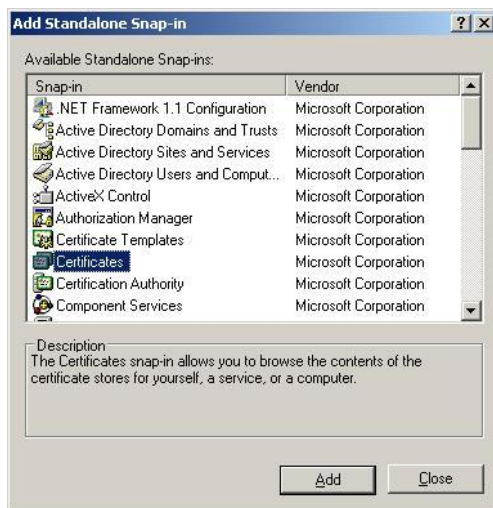 Add Standalone Snap-in
Available Standalone Snap-ins:
Snap-in Vendor
.NET Framework 1.1 Configuration Microsoft Corporation
Active Directory Domains and Trusts Microsoft Corporation
Active Directory Sites and Services Microsoft Corporation
Active Directory Users and Comput... Microsoft Corporation
ActiveX Control
Authorization Manager Microsoft Corporation
Certificate Templates Microsoft Corporation
Certificates Microsoft Corporation
Certification Authority Microsoft Corporation
Component Services Microsoft Corporation
Description
The Certificates snap-in allows you to browse the contents of the
certificate stores for yourself, a service, or a computer.
Add Close